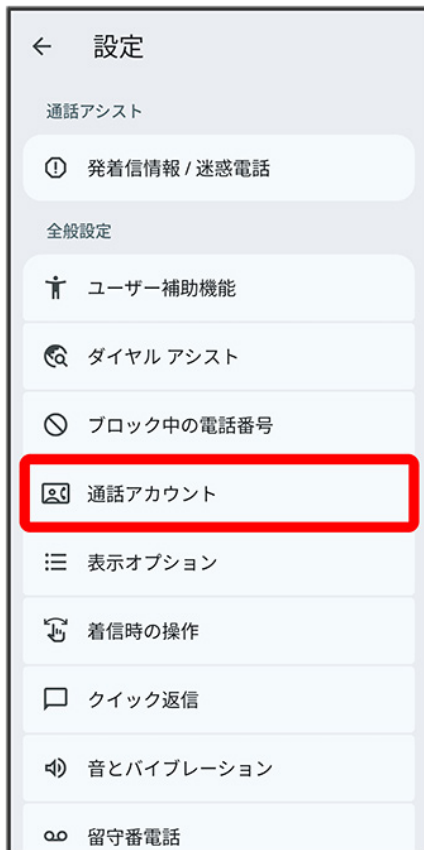 設定
通話アシスト
発着信情報 / 迷惑電話
全般設定
ユーザー補助機能
ダイヤル アシスト
ブロック中の電話番号
通話アカウント
表示オプション
着信時の操作
クイック返信
音とバイブレーション
留守番電話